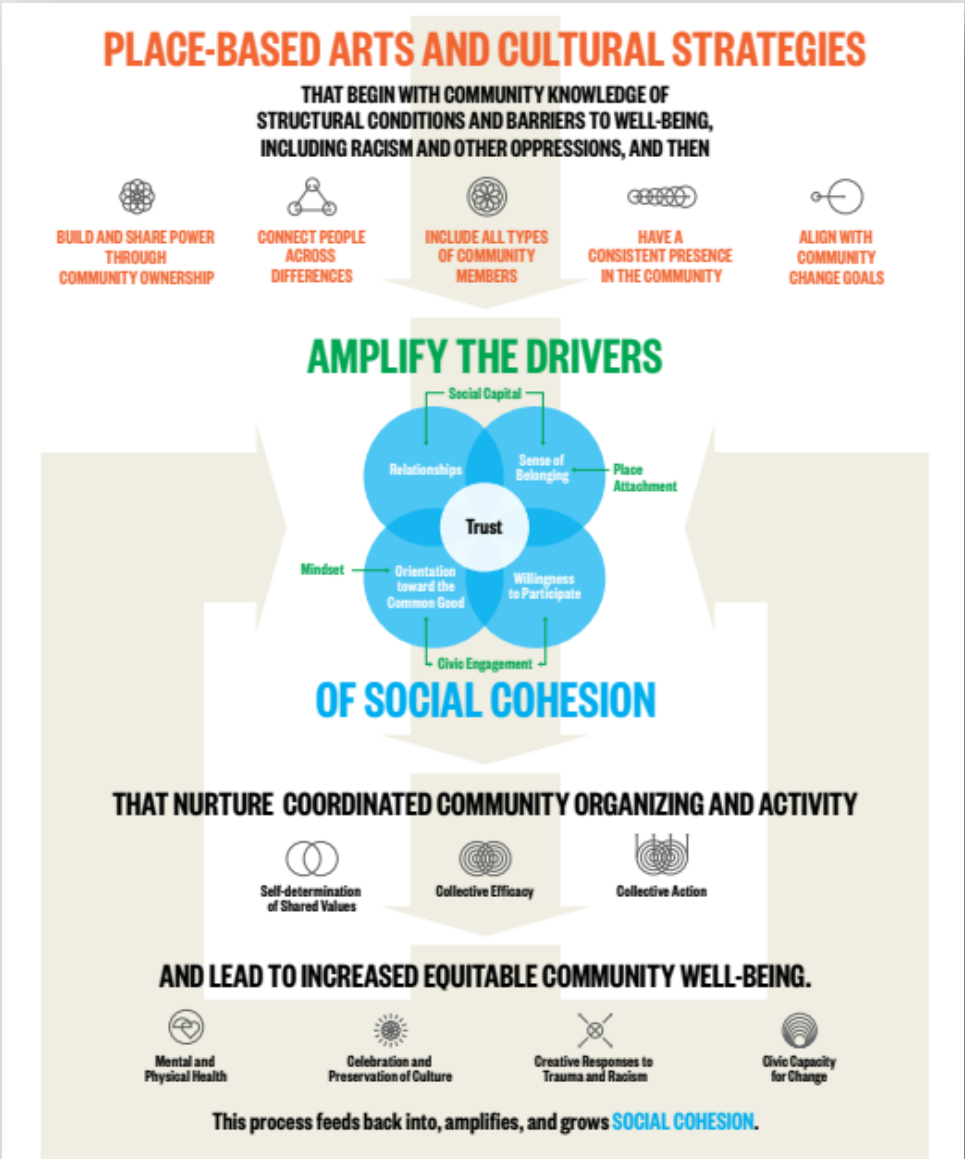 PLACE-BASED ARTS AND CULTURAL STRATEGIES
THAT BEGIN WITH COMMUNITY KNOWLEDGE OF
STRUCTURAL CONDITIONS AND BARRIERS TO WELL-BEING,
INCLUDING RACISM AND OTHER OPPRESSIONS, AND THEN
BUILD AND SHARE POWER
THROUGH
COMMUNITY OWNERSHIP
CONNECT PEOPLE
ACROSS
DIFFERENCES
INCLUDE ALL TYPES
OF COMMUNITY
MEMBERS
HAVE A
CONSISTENT PRESENCE
IN THE COMMUNITY
ALIGN WITH
COMMUNITY
CHANGE GOALS
AMPLIFY THE DRIVERS
Social Capital
Relationships
Sense of
Belonging
Place
Attachment
Trust
Mindset
Orientation
toward the
Common Good
Willingness
to Participate
Civic Engagement
OF SOCIAL COHESION
THAT NURTURE COORDINATED COMMUNITY ORGANIZING AND ACTIVITY
Self-determination
of Shared Values
Collective Efficacy
Collective Action
AND LEAD TO INCREASED EQUITABLE COMMUNITY WELL-BEING.
Mental and
Physical Health
Celebration and
Preservation of Culture
Creative Responses to
Trauma and Racism
Civic Capacity
for Change
This process feeds back into, amplifies, and grows SOCIAL COHESION.